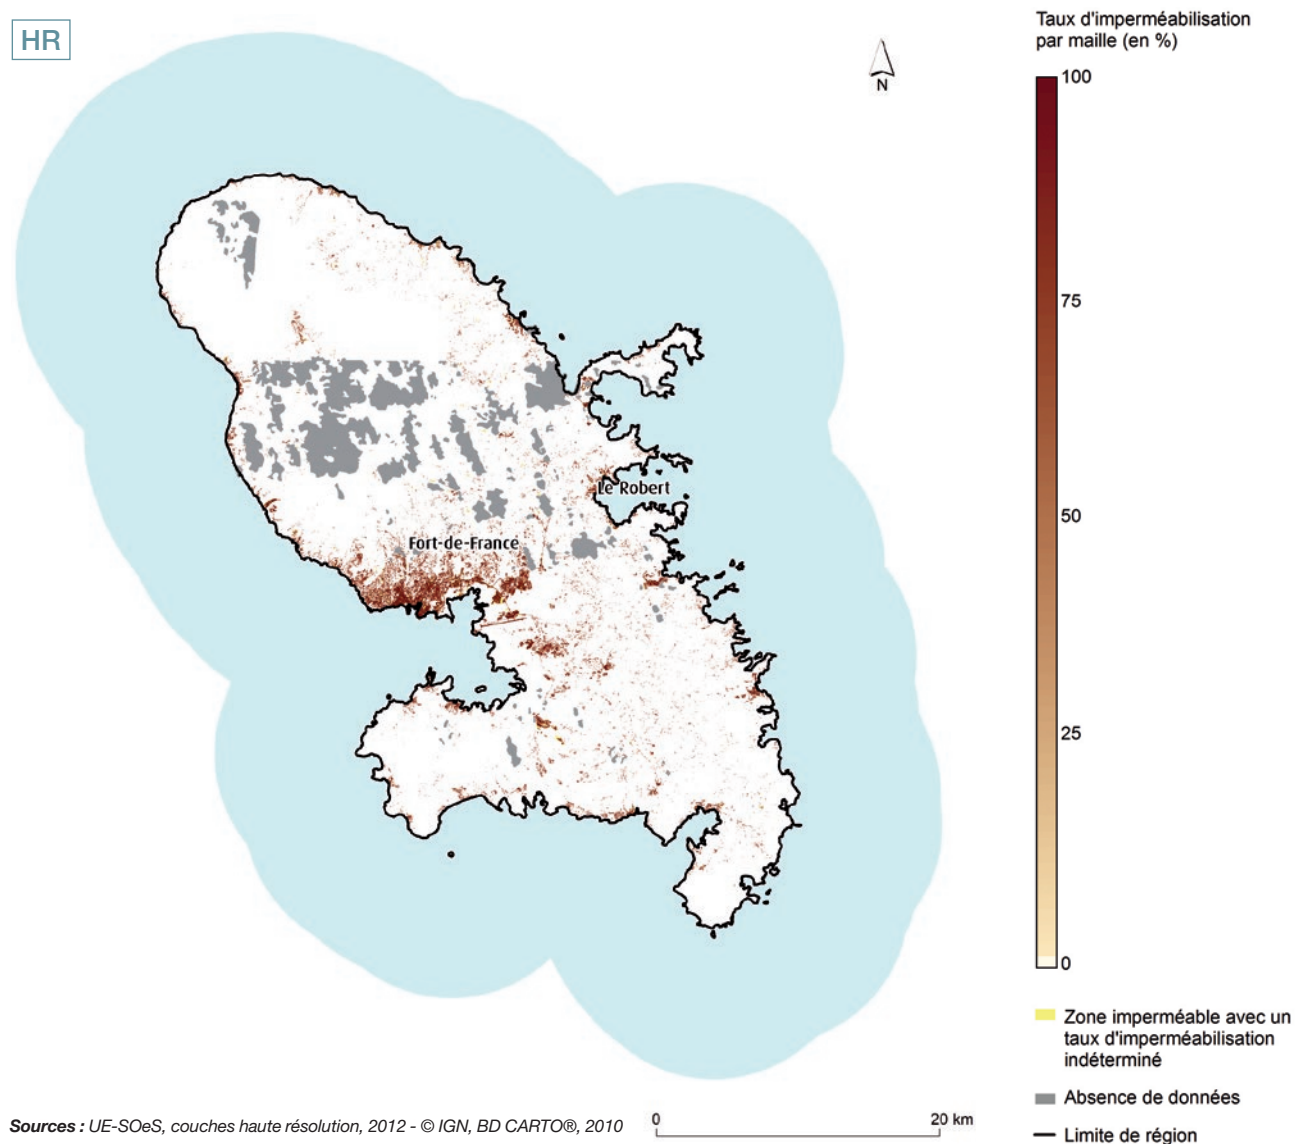 HR
Taux d'imperméabilisation
par maille (en %)
N
100
75
50
25
0
Le Robert
Fort-de-France
Zone imperméable avec un
taux d'imperméabilisation
indéterminé
Absence de données
Limite de région
0
20 km
Sources : UE-SOeS, couches haute résolution, 2012 - © IGN, BD CARTO®, 2010